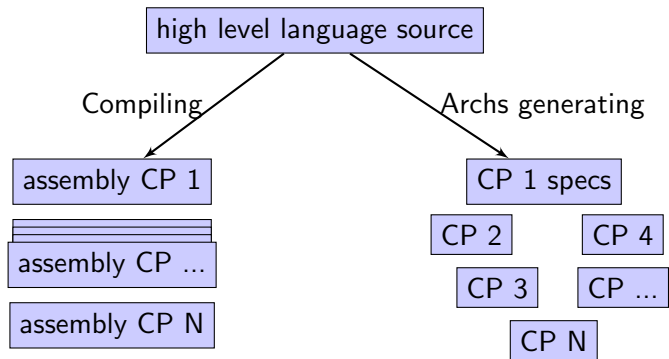 high level language source
Compiling
Archs generating
assembly CP 1
CP 1 specs
CP 2
CP 4
assembly CP ...
CP 3
CP ...
assembly CP N
CP N